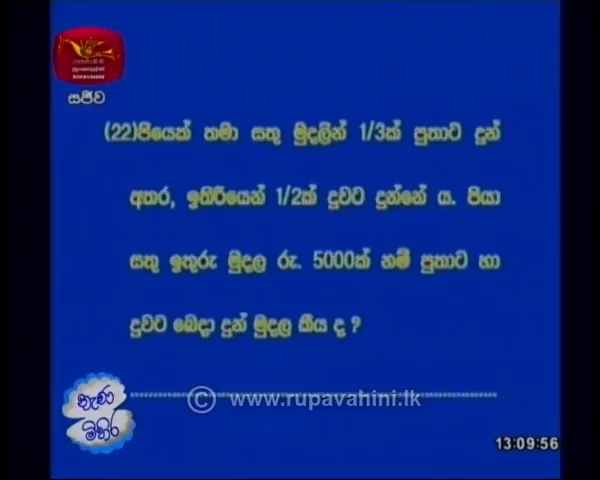 RUPAVAHINI
සජීව
(22)පියෙක් තමා සතු මුදලින් 1/3ක් පුතාට දුන්
අතර, ඉතිරියෙන් 1/2ක් දුවට දුන්නේ ය. පියා
සතු ඉතුරු මුදල රු. 5000ක් නම් පුතාට හා
දුවට බෙදා දුන් මුදල කීය ද ?
© www.rupavahini.lk
නැණ
මිහිර
13:09:56